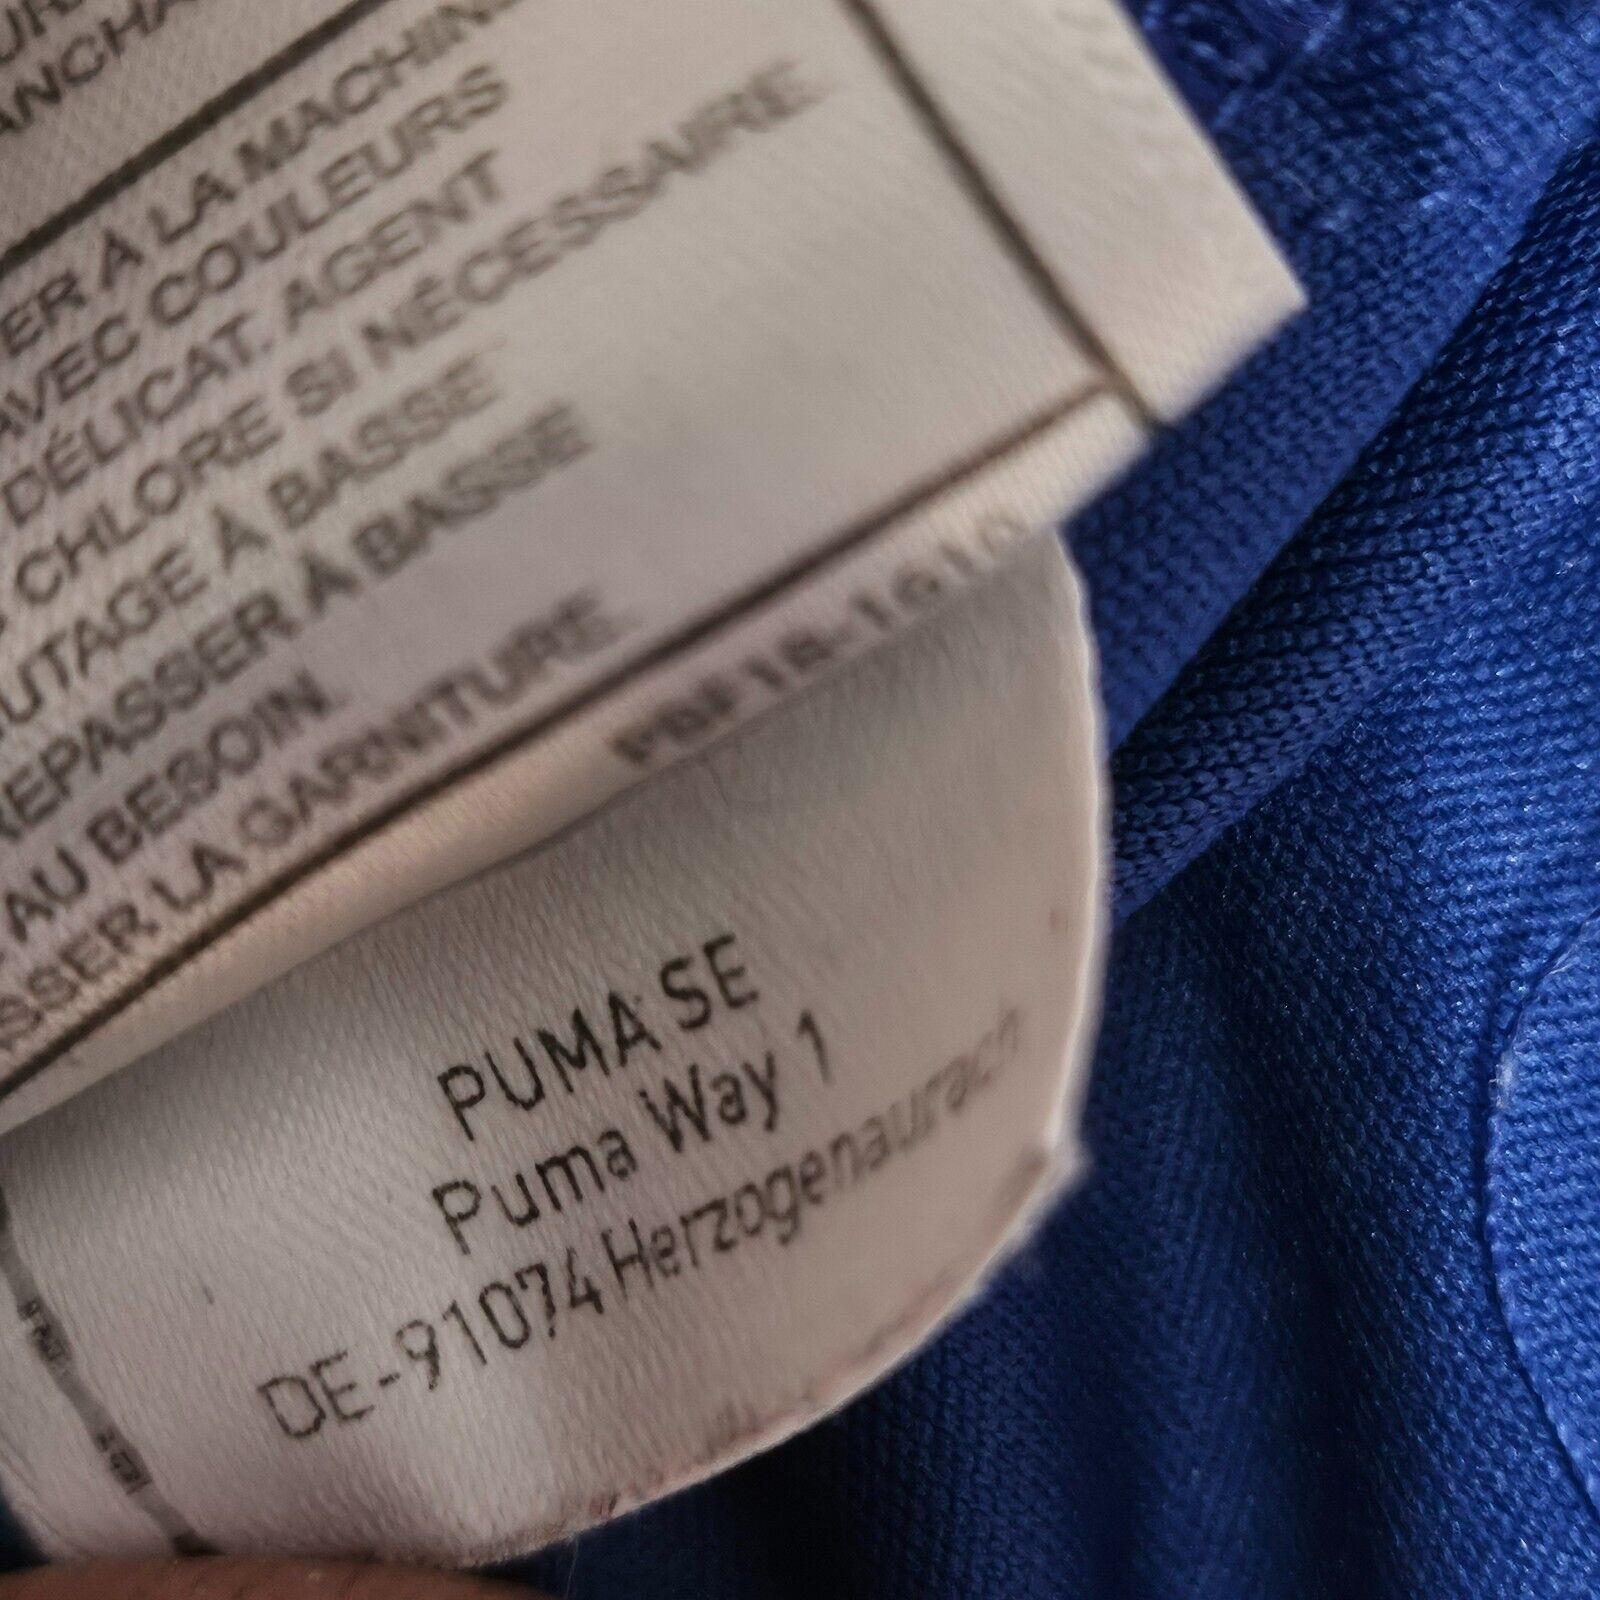 ER À LA MACHINE
AVEC COULEURS
DÉLICAT. AGENT
CHLORE SI NÉCESSAIRE
UTAGE À BASSE
REPASSER À BASSE
AU BESOIN.
SSER LA GARNITURE
PUMA SE
Puma Way 1
DE-91074 Herzogenaurach